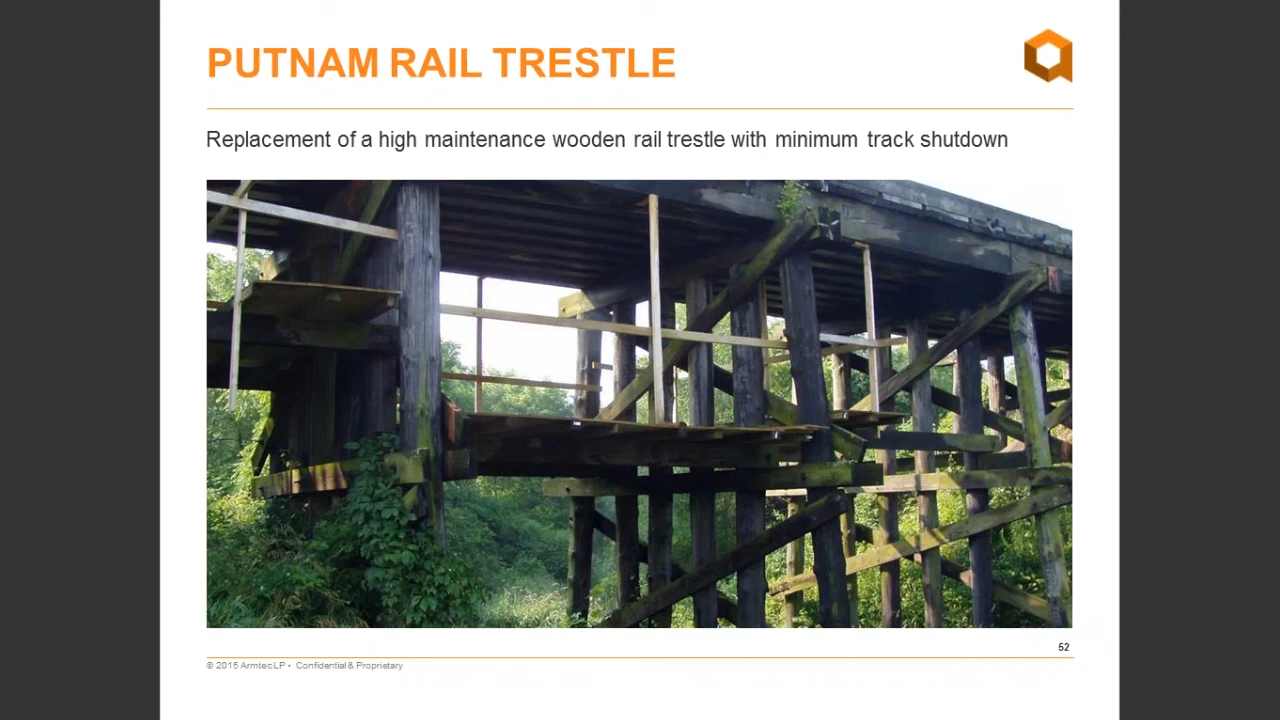 PUTNAM RAIL TRESTLE
Replacement of a high maintenance wooden rail trestle with minimum track shutdown
52
© 2015 Armtec LP • Confidential & Proprietary